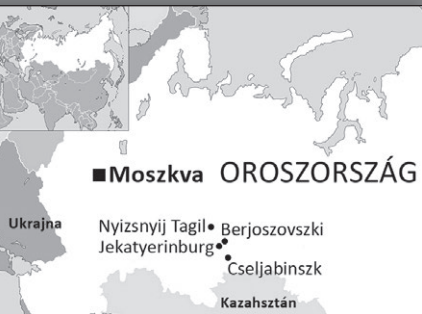 ■Moszkva OROSZORSZÁG
Ukrajna
Nyizsnyij Tagil Berjoszovszki
Jekatyerinburg
Cseljabinszk
Kazahsztán